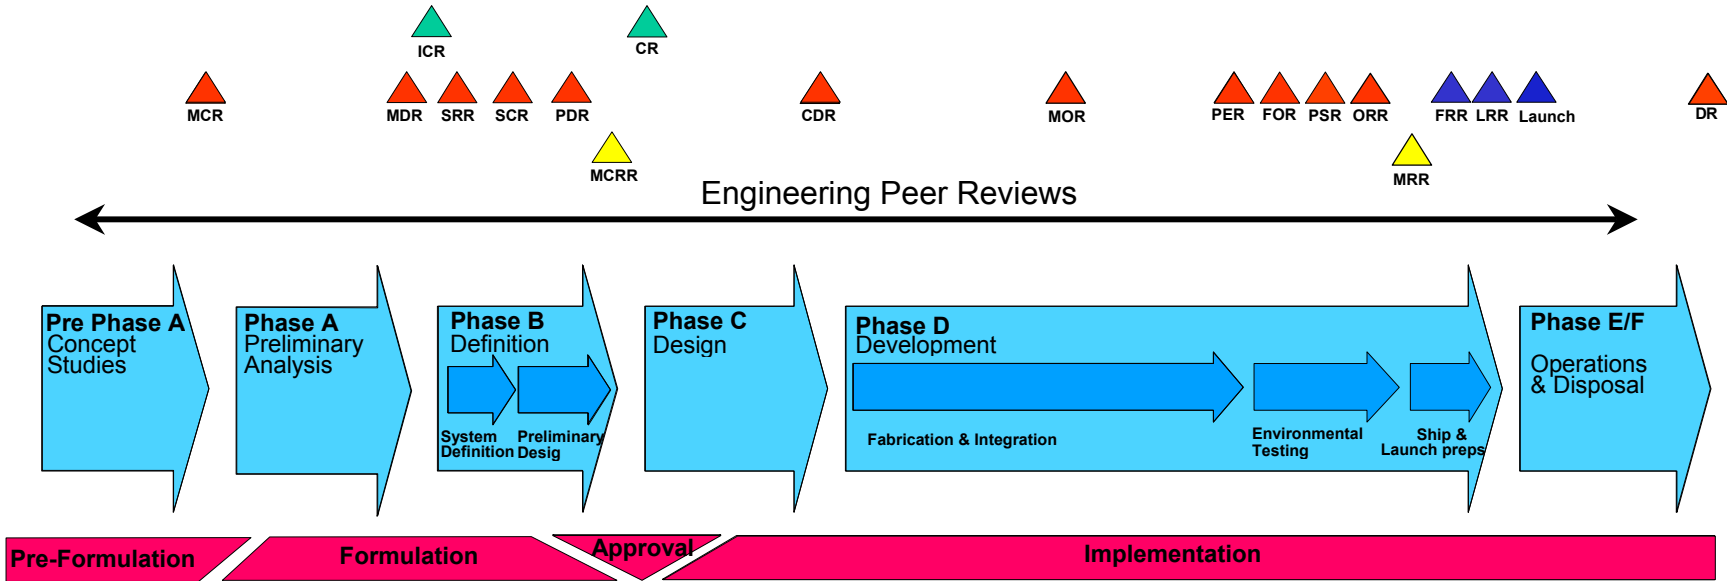 ICR
CR
MCR
MDR
SRR
SCR
PDR
CDR
MOR
PER
FOR
PSR
ORR
FRR
LRR
Launch
DR
MCRR
MRR
Engineering Peer Reviews
Pre Phase A
Concept
Studies
Phase A
Preliminary
Analysis
Phase B
Definition
System
Definition
Preliminary
Desig
Phase C
Design
Phase D
Development
Fabrication & Integration
Environmental
Testing
Ship &
Launch preps
Phase E/F
Operations
& Disposal
Pre-Formulation
Formulation
Approval
Implementation